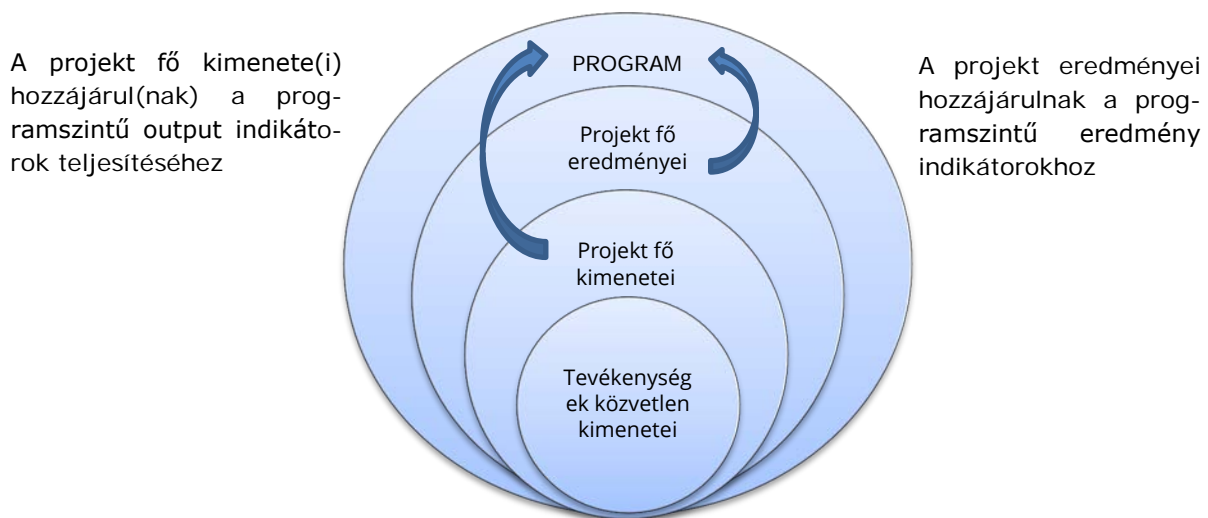 A projekt fő kimenete(i)
hozzájárul(nak) a prog-
ramszintű output indikáto-
rok teljesítéséhez
PROGRAM
Projekt fő
eredményei
Projekt fő
kimenetei
Tevékenység
ek közvetlen
kimenetei
A projekt eredményei
hozzájárulnak a prog-
ramszintű eredmény
indikátorokhoz